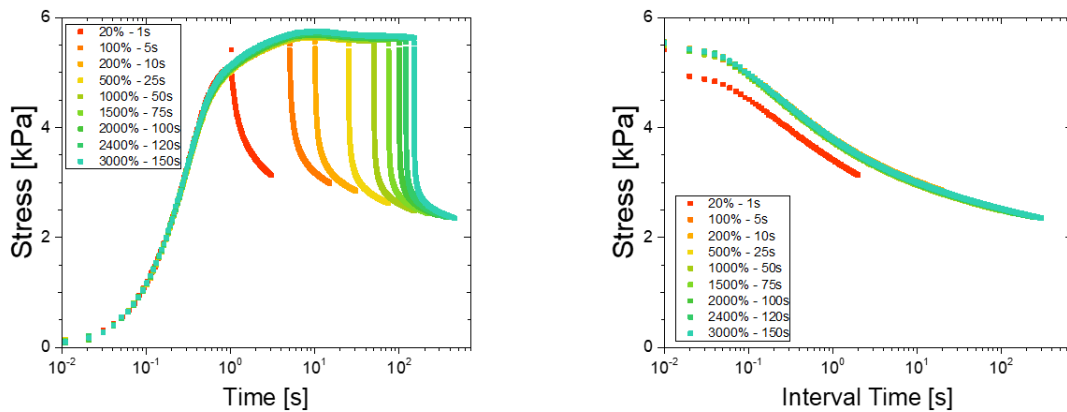 6
4
2
0
Stress [kPa]
20% - 1s
100% - 5s
200% - 10s
500% - 25s
1000% - 50s
1500% - 75s
2000% - 100s
2400% - 120s
3000% - 150s
10-2 10-1 100 101 102
Time [s]
6
4
2
0
Stress [kPa]
20% - 1s
100% - 5s
200% - 10s
500% - 25s
1000% - 50s
1500% - 75s
2000% - 100s
2400% - 120s
3000% - 150s
10-2 10-1 100 101 102
Interval Time [s]